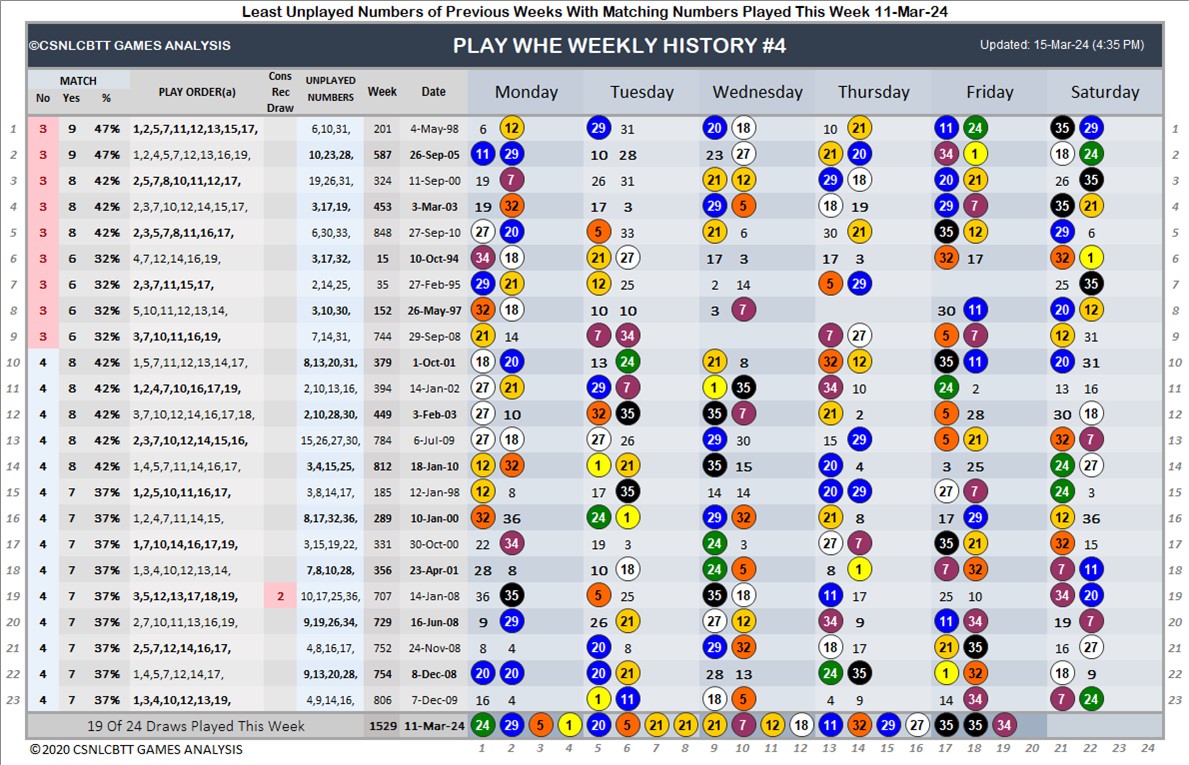 Least Unplayed Numbers of Previous Weeks With Matching Numbers Played This Week 11-Mar-24
©CSNLCBTT GAMES ANALYSIS PLAY WHE WEEKLY HISTORY #4 Updated: 15-Mar-24 (4:35 PM)
MATCH
No Yes % PLAY ORDER(a) Cons Rec Draw UNPLAYED NUMBERS Week Date Monday Tuesday Wednesday Thursday Friday Saturday
1 3 9 47% 1,2,5,7,11,12,13,15,17, 6,10,31, 201 4-May-98 6 12 29 31 20 18 10 21 11 24 35 29 1
2 3 9 47% 1,2,4,5,7,12,13,16,19, 10,23,28, 587 26-Sep-05 11 29 10 28 23 27 21 20 34 1 18 24 2
3 3 8 42% 2,5,7,8,10,11,12,17, 19,26,31, 324 11-Sep-00 19 7 26 31 21 12 29 18 20 21 26 35 3
4 3 8 42% 2,3,7,10,12,14,15,17, 3,17,19, 453 3-Mar-03 19 32 17 3 29 5 18 19 29 7 35 21 4
5 3 8 42% 2,3,5,7,8,11,16,17, 6,30,33, 848 27-Sep-10 27 20 5 33 21 6 30 21 35 12 29 6 5
6 3 6 32% 4,7,12,14,16,19, 3,17,32, 15 10-Oct-94 34 18 21 27 17 3 17 3 32 17 32 1 6
7 3 6 32% 2,3,7,11,15,17, 2,14,25, 35 27-Feb-95 29 21 12 25 2 14 5 29 25 35 7
8 3 6 32% 5,10,11,12,13,14, 3,10,30, 152 26-May-97 32 18 10 10 3 7 30 11 20 12 8
9 3 6 32% 3,7,10,11,16,19, 7,14,31, 744 29-Sep-08 21 14 7 34 7 27 5 7 12 31 9
10 4 8 42% 1,5,7,11,12,13,14,17, 8,13,20,31, 379 1-Oct-01 18 20 13 24 21 8 32 12 35 11 20 31 10
11 4 8 42% 1,2,4,7,10,16,17,19, 2,10,13,16, 394 14-Jan-02 27 21 29 7 1 35 34 10 24 2 13 16 11
12 4 8 42% 3,7,10,12,14,16,17,18, 2,10,28,30, 449 3-Feb-03 27 10 32 35 35 7 21 2 5 28 30 18 12
13 4 8 42% 2,3,7,10,12,14,15,16, 15,26,27,30, 784 6-Jul-09 27 18 27 26 29 30 15 29 5 21 32 7 13
14 4 8 42% 1,4,5,7,11,14,16,17, 3,4,15,25, 812 18-Jan-10 12 32 1 21 35 15 20 4 3 25 24 27 14
15 4 7 37% 1,2,5,10,11,16,17, 3,8,14,17, 185 12-Jan-98 12 8 17 35 14 14 20 29 27 7 24 3 15
16 4 7 37% 1,2,4,7,11,14,15, 8,17,32,36, 289 10-Jan-00 32 36 24 1 29 32 21 8 17 29 12 36 16
17 4 7 37% 1,7,10,14,16,17,19, 3,15,19,22, 331 30-Oct-00 22 34 19 3 24 3 27 7 35 21 32 15 17
18 4 7 37% 1,3,4,10,12,13,14, 7,8,10,28, 356 23-Apr-01 28 8 10 18 24 5 8 1 7 32 7 11 18
19 4 7 37% 3,5,12,13,17,18,19, 2 10,17,25,36, 707 14-Jan-08 36 35 5 25 35 18 11 17 25 10 34 20 19
20 4 7 37% 2,7,10,11,13,16,19, 9,19,26,34, 729 16-Jun-08 9 29 26 21 27 12 34 9 11 34 19 7 20
21 4 7 37% 2,5,7,12,14,16,17, 4,8,16,17, 752 24-Nov-08 8 4 20 8 29 32 18 17 21 35 16 27 21
22 4 7 37% 1,4,5,7,12,14,17, 9,13,20,28, 754 8-Dec-08 20 20 20 21 28 13 24 35 1 32 18 9 22
23 4 7 37% 1,3,4,10,12,13,19, 4,9,14,16, 806 7-Dec-09 16 4 1 11 18 5 4 9 14 34 7 24 23
19 Of 24 Draws Played This Week 1529 11-Mar-24 24 29 5 1 20 5 21 21 21 7 12 18 11 32 29 27 35 35 34
© 2020 CSNLCBTT GAMES ANALYSIS 1 2 3 4 5 6 7 8 9 10 11 12 13 14 15 16 17 18 19 20 21 22 23 24